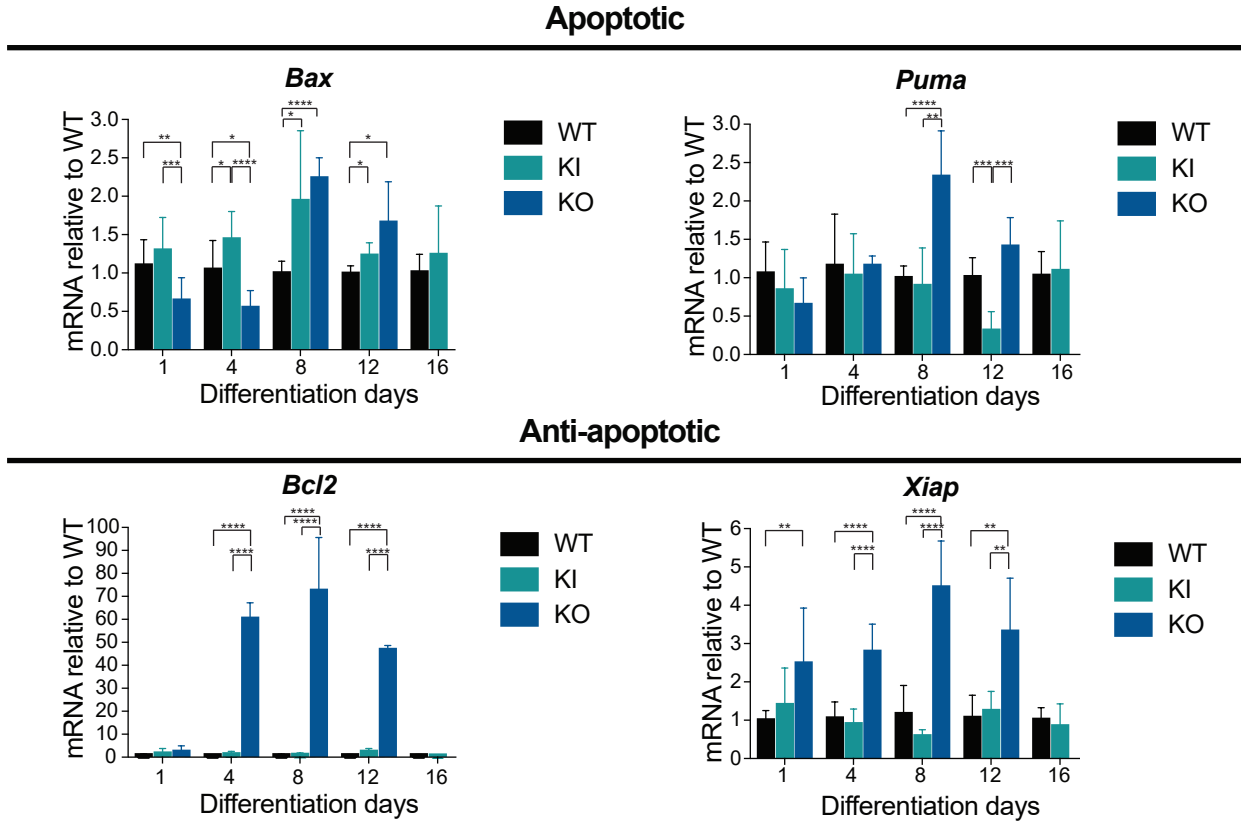 Apoptotic
Bax
mRNA relative to WT
3.0
2.5
2.0
1.5
1.0
0.5
0.0
** *** * * **** **** * * *
1 4 8 12 16
Differentiation days
WT
KI
KO
Puma
mRNA relative to WT
3.0
2.5
2.0
1.5
1.0
0.5
0.0
**** ** *** ***
1 4 8 12 16
Differentiation days
WT
KI
KO
Anti-apoptotic
Bcl2
mRNA relative to WT
100
90
80
70
60
50
40
30
20
10
0
**** **** **** **** **** ****
1 4 8 12 16
Differentiation days
WT
KI
KO
Xiap
mRNA relative to WT
6
5
4
3
2
1
0
** **** **** **** **** ** **
1 4 8 12 16
Differentiation days
WT
KI
KO